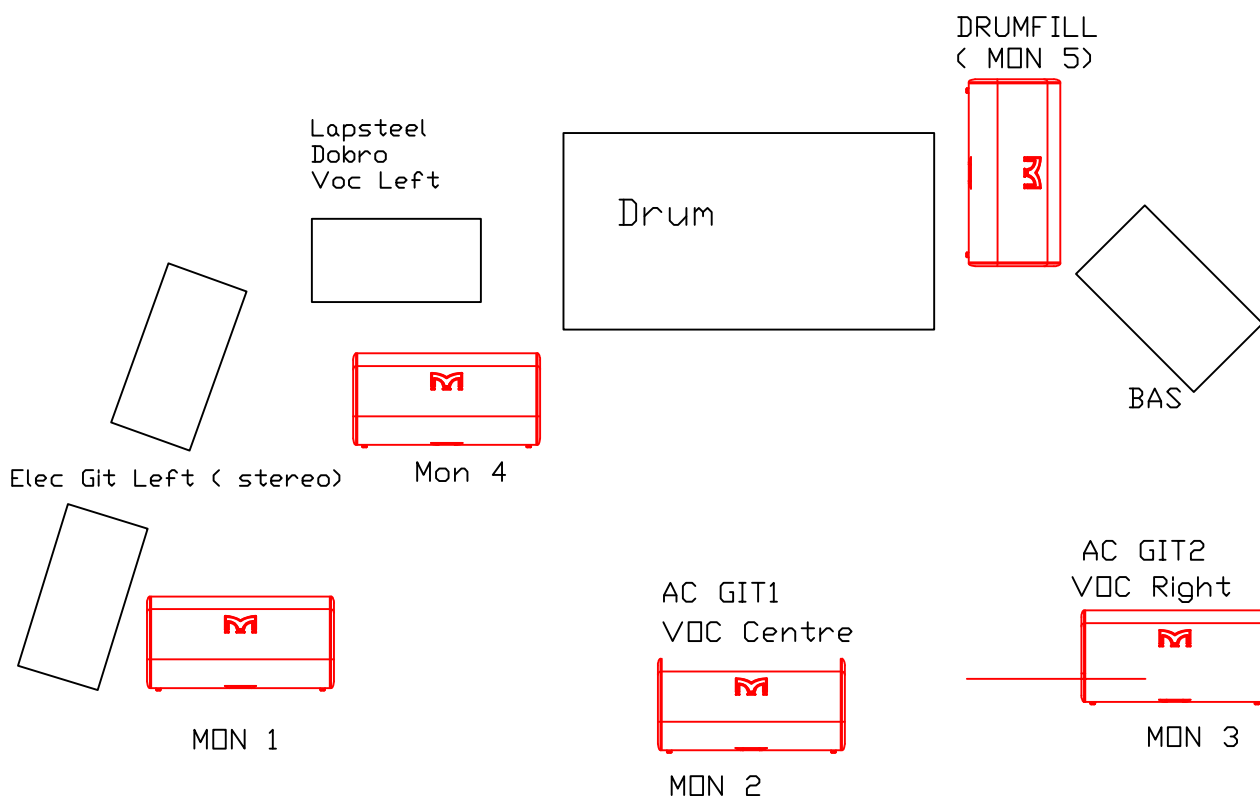 DRUMFILL
( MON 5)
Lapsteel
Dobro
Voc Left
Drum
BAS
Mon 4
Elec Git Left ( stereo)
AC GIT1
VOC Centre
AC GIT2
VOC Right
MON 1
MON 2
MON 3